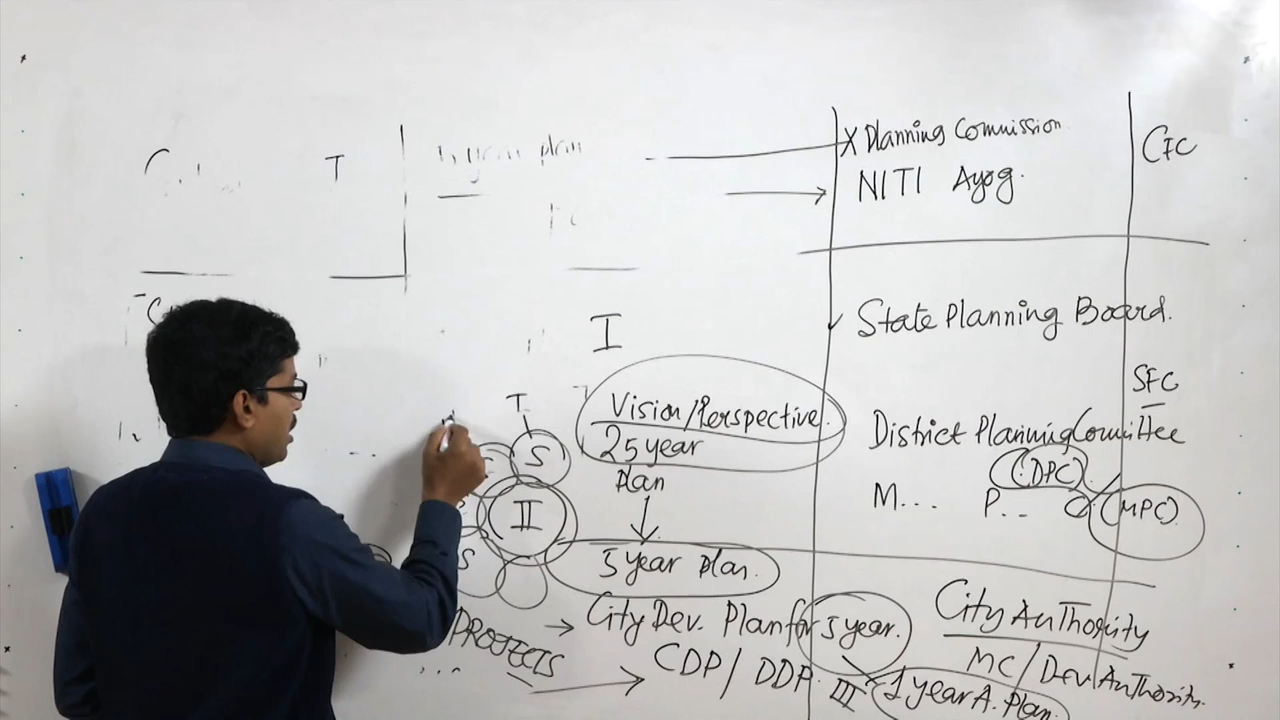 T
year plan
X Planning Commission
CFC
NITI Ayog.
I
State Planning Board.
SFC
T
Vision/Perspective
25 year
Plan
S
II
S
District Planning Committee
(DPC)
M... P.. (MPC)
5 year Plan.
City Dev. Plan for 5 year.
PROJECTS
...
CDP / DDP.
III 1 year A. Plan.
City Authority
MC / Dev Authority.